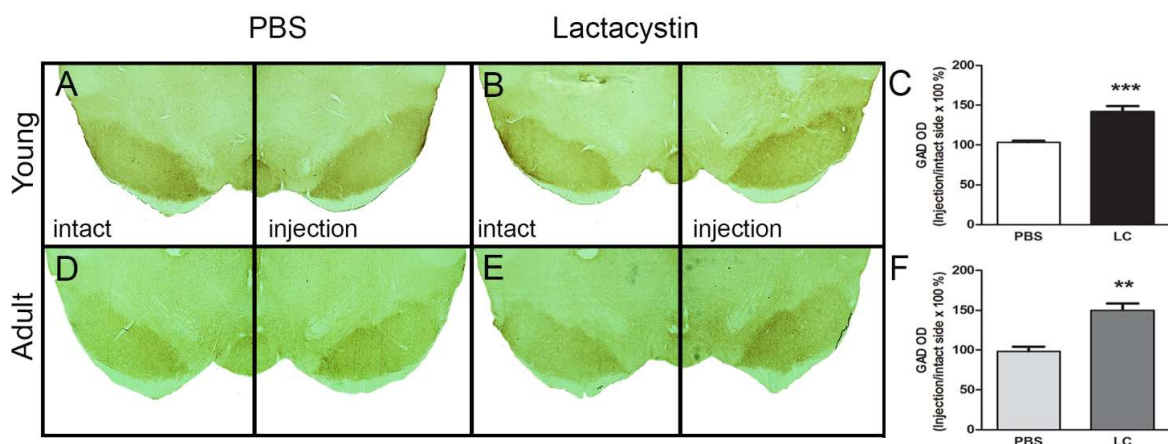 PBS Lactacystin
Young
A
intact
injection
B
intact
injection
C
GAD OD
(Injection/intact side x 100 %)
200
150
100
50
0
***
PBS LC
Adult
D
E
F
GAD OD
(Injection/intact side x 100 %)
200
150
100
50
0
**
PBS LC